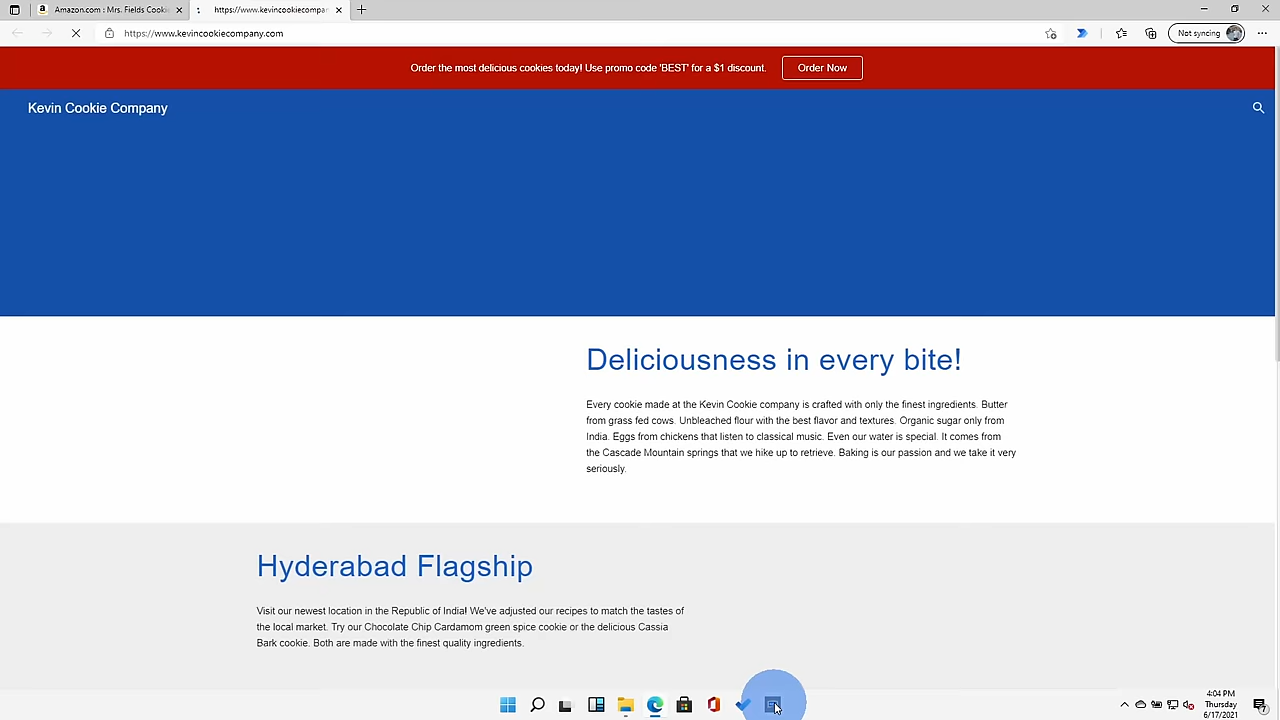 Amazon.com : Mrs. Fields Cookie
https://www.kevincookiecompan
https://www.kevincookiecompany.com
Not syncing
Order the most delicious cookies today! Use promo code 'BEST' for a $1 discount.
Order Now
Kevin Cookie Company
Deliciousness in every bite!
Every cookie made at the Kevin Cookie company is crafted with only the finest ingredients. Butter
from grass fed cows. Unbleached flour with the best flavor and textures. Organic sugar only from
India. Eggs from chickens that listen to classical music. Even our water is special. It comes from
the Cascade Mountain springs that we hike up to retrieve. Baking is our passion and we take it very
seriously.
Hyderabad Flagship
Visit our newest location in the Republic of India! We've adjusted our recipes to match the tastes of
the local market. Try our Chocolate Chip Cardamom green spice cookie or the delicious Cassia
Bark cookie. Both are made with the finest quality ingredients.
4:04 PM
Thursday
6/17/2021